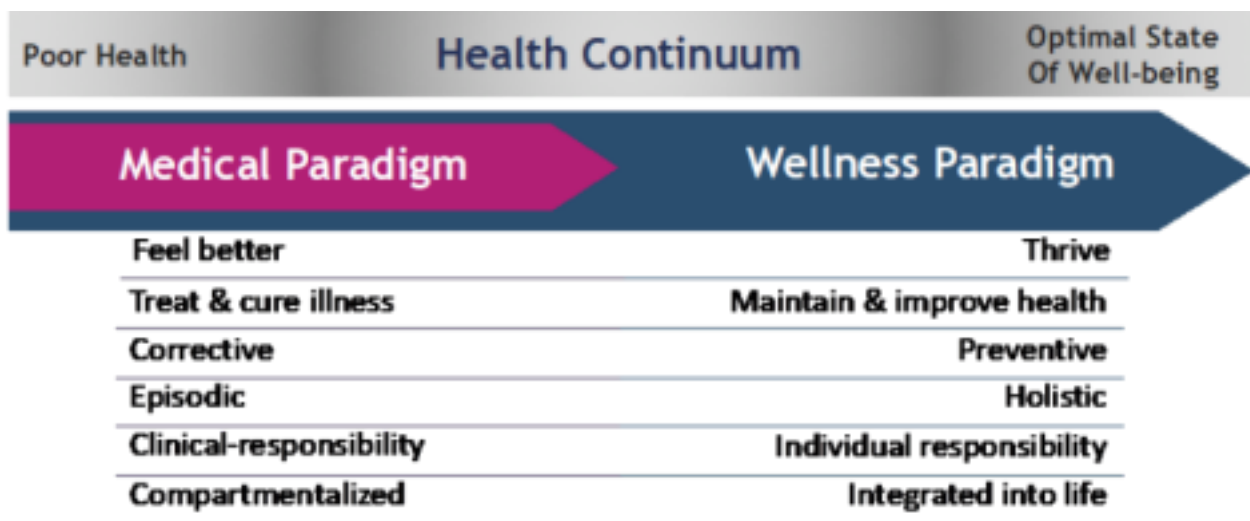 Poor Health Health Continuum Optimal State
Of Well-being
Medical Paradigm Wellness Paradigm
Feel better Thrive
Treat & cure illness Maintain & improve health
Corrective Preventive
Episodic Holistic
Clinical-responsibility Individual responsibility
Compartmentalized Integrated into life